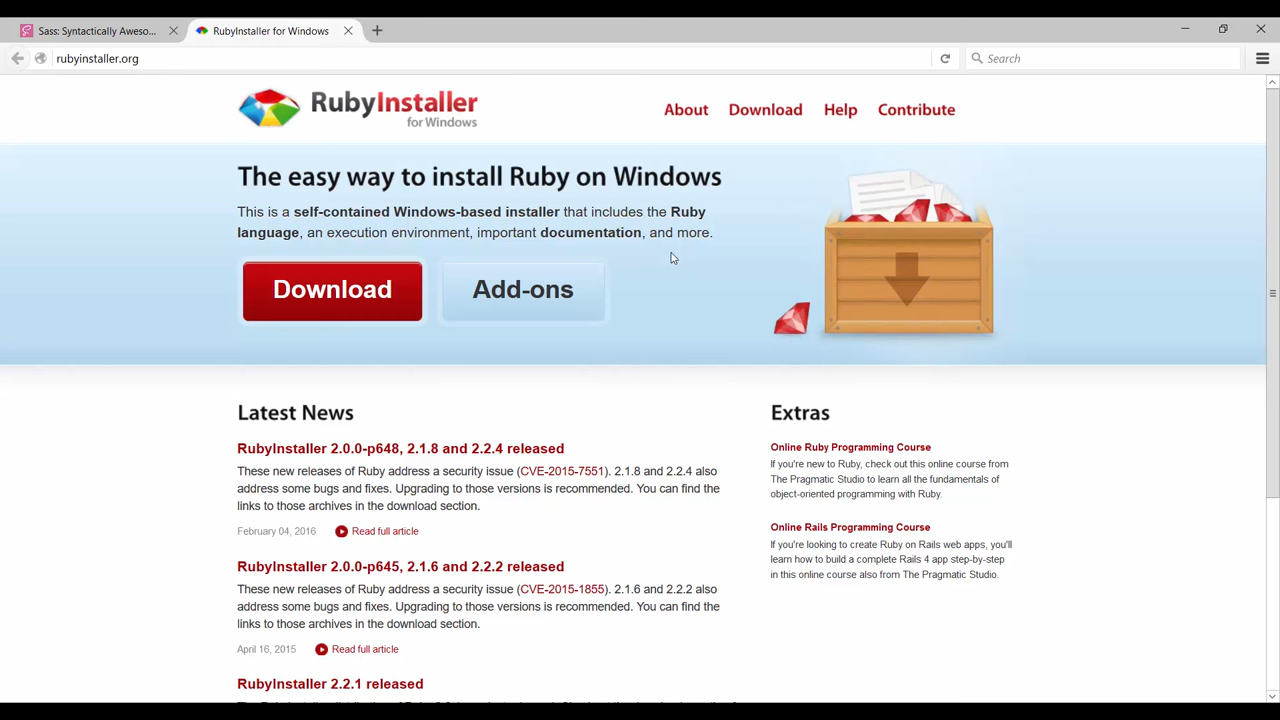 Sass: Syntactically Aweso...
RubyInstaller for Windows
rubyinstaller.org
Search
RubyInstaller
for Windows
About
Download
Help
Contribute
The easy way to install Ruby on Windows
This is a self-contained Windows-based installer that includes the Ruby
language, an execution environment, important documentation, and more.
Download
Add-ons
Latest News
RubyInstaller 2.0.0-p648, 2.1.8 and 2.2.4 released
These new releases of Ruby address a security issue (CVE-2015-7551). 2.1.8 and 2.2.4 also
address some bugs and fixes. Upgrading to those versions is recommended. You can find the
links to those archives in the download section.
February 04, 2016
Read full article
RubyInstaller 2.0.0-p645, 2.1.6 and 2.2.2 released
These new releases of Ruby address a security issue (CVE-2015-1855). 2.1.6 and 2.2.2 also
address some bugs and fixes. Upgrading to those versions is recommended. You can find the
links to those archives in the download section.
April 16, 2015
Read full article
RubyInstaller 2.2.1 released
Extras
Online Ruby Programming Course
If you're new to Ruby, check out this online course from
The Pragmatic Studio to learn all the fundamentals of
object-oriented programming with Ruby.
Online Rails Programming Course
If you're looking to create Ruby on Rails web apps, you'll
learn how to build a complete Rails 4 app step-by-step
in this online course also from The Pragmatic Studio.